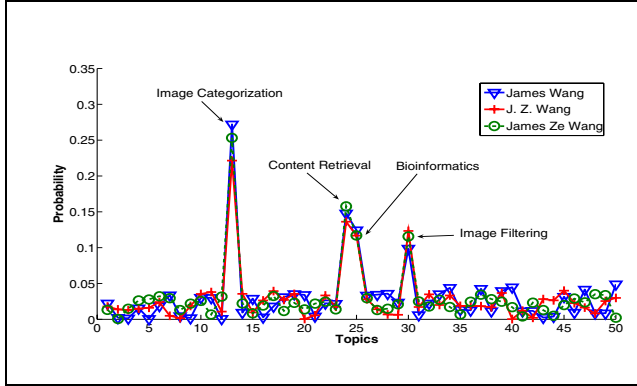 0.35
0.3
0.25
0.2
0.15
0.1
0.05
0
0 5 10 15 20 25 30 35 40 45 50
Probability
Topics
Image Categorization
Content Retrieval
Bioinformatics
Image Filtering
James Wang
J. Z. Wang
James Ze Wang